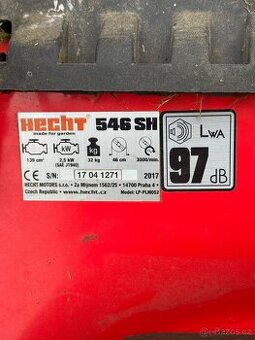 HECHT 546 SH
made for garden
kW
kg
139 cm³
2,5 kW
32 kg
46 cm
3000/min.
(SAE J1940)
CE S/N: 17 04 1271 2017
HECHT MOTORS s.r.o. • Za Mlýnem 1562/25 • 14700 Praha 4 •
Czech Republic • www.hecht.cz
LWA
97
dB